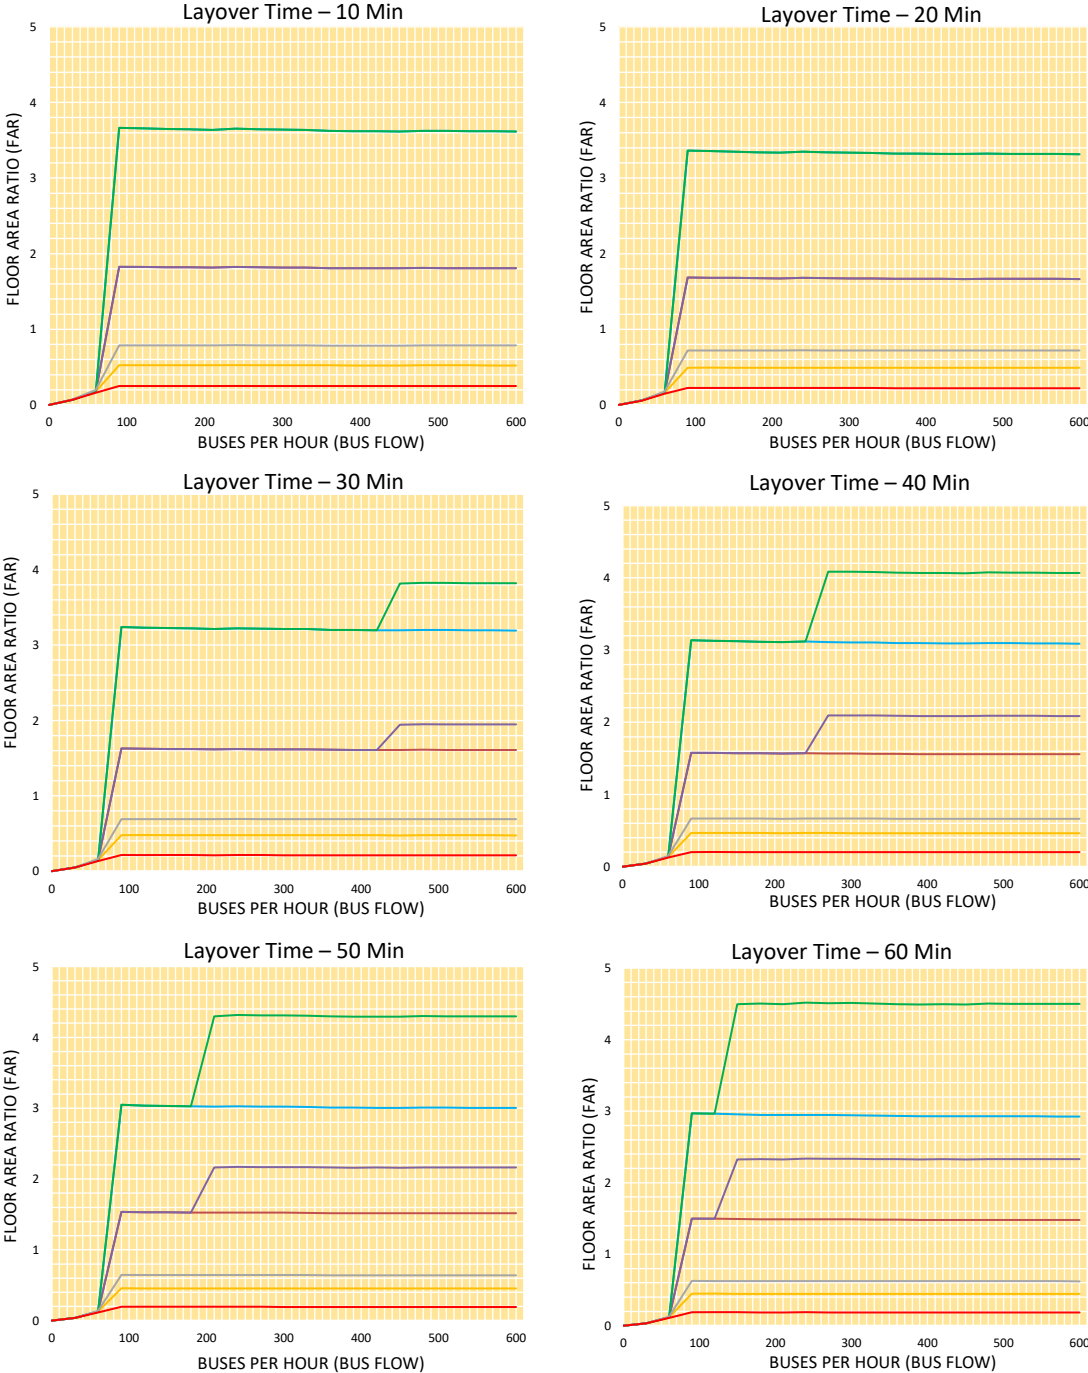 Layover Time – 10 Min
FLOOR AREA RATIO (FAR)
5
4
3
2
1
0
0 100 200 300 400 500 600
BUSES PER HOUR (BUS FLOW)
Layover Time – 20 Min
FLOOR AREA RATIO (FAR)
5
4
3
2
1
0
0 100 200 300 400 500 600
BUSES PER HOUR (BUS FLOW)
Layover Time – 30 Min
FLOOR AREA RATIO (FAR)
5
4
3
2
1
0
0 100 200 300 400 500 600
BUSES PER HOUR (BUS FLOW)
Layover Time – 40 Min
FLOOR AREA RATIO (FAR)
5
4
3
2
1
0
0 100 200 300 400 500 600
BUSES PER HOUR (BUS FLOW)
Layover Time – 50 Min
FLOOR AREA RATIO (FAR)
5
4
3
2
1
0
0 100 200 300 400 500 600
BUSES PER HOUR (BUS FLOW)
Layover Time – 60 Min
FLOOR AREA RATIO (FAR)
5
4
3
2
1
0
0 100 200 300 400 500 600
BUSES PER HOUR (BUS FLOW)